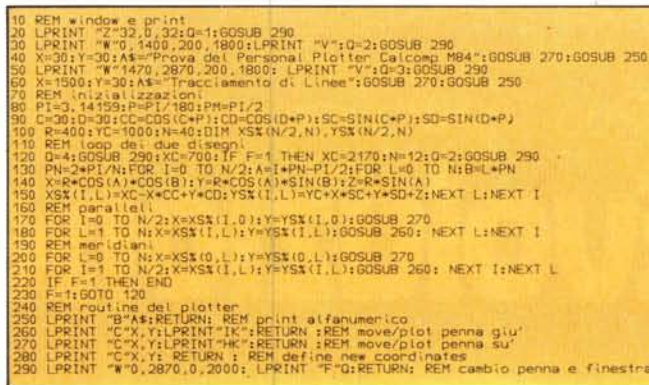 10 REM window e print
20 LPRINT "Z"32,0,32:Q=1:GOSUB 290
30 LPRINT "W"0,1400,200,1800:LPRINT "V":Q=2:GOSUB 290
40 X=30:Y=30:A$="Prova del Personal Plotter Calcomp M84":GOSUB 270:GOSUB 250
50 LPRINT "W"1470,2870,200,1800: LPRINT "V":Q=3:GOSUB 290
60 X=1500:Y=30:A$="Tracciamento di Linee":GOSUB 270:GOSUB 250
70 REM inizializzazioni
80 PI=3.14159:P=PI/180:PM=PI/2
90 C=30:D=30:CC=COS(C*P):CD=COS(D*P):SC=SIN(C*P):SD=SIN(D*P)
100 R=400:YC=1000:N=40:DIM XS%(N/2,N),YS%(N/2,N)
110 REM loop dei due disegni
120 Q=4:GOSUB 290:XC=700:IF F=1 THEN XC=2170:N=12:Q=2:GOSUB 290
130 PN=2*PI/N:FOR I=0 TO N/2:A=I*PN-PI/2:FOR L=0 TO N:B=L*PN
140 X=R*COS(A)*COS(B):Y=R*COS(A)*SIN(B):Z=R*SIN(A)
150 XS%(I,L)=XC-X*CC+Y*CD:YS%(I,L)=YC+X*SC+Y*SD+Z:NEXT L:NEXT I
160 REM paralleli
170 FOR I=0 TO N/2:X=XS%(I,0):Y=YS%(I,0):GOSUB 270
180 FOR L=1 TO N:X=XS%(I,L):Y=YS%(I,L):GOSUB 260: NEXT L:NEXT I
190 REM meridiani
200 FOR L=0 TO N:X=XS%(0,L):Y=YS%(0,L):GOSUB 270
210 FOR I=1 TO N/2:X=XS%(I,L):Y=YS%(I,L):GOSUB 260: NEXT I:NEXT L
220 IF F=1 THEN END
230 F=1:GOTO 120
240 REM routine del plotter
250 LPRINT "B"A$:RETURN: REM print alfanumerico
260 LPRINT "C"X,Y:LPRINT"IK":RETURN :REM move/plot penna giu'
270 LPRINT "C"X,Y:LPRINT"HK":RETURN :REM move/plot penna su'
280 LPRINT "C"X,Y: RETURN : REM define new coordinates
290 LPRINT "W"0,2870,0,2000: LPRINT "F"Q:RETURN: REM cambio penna e finestra